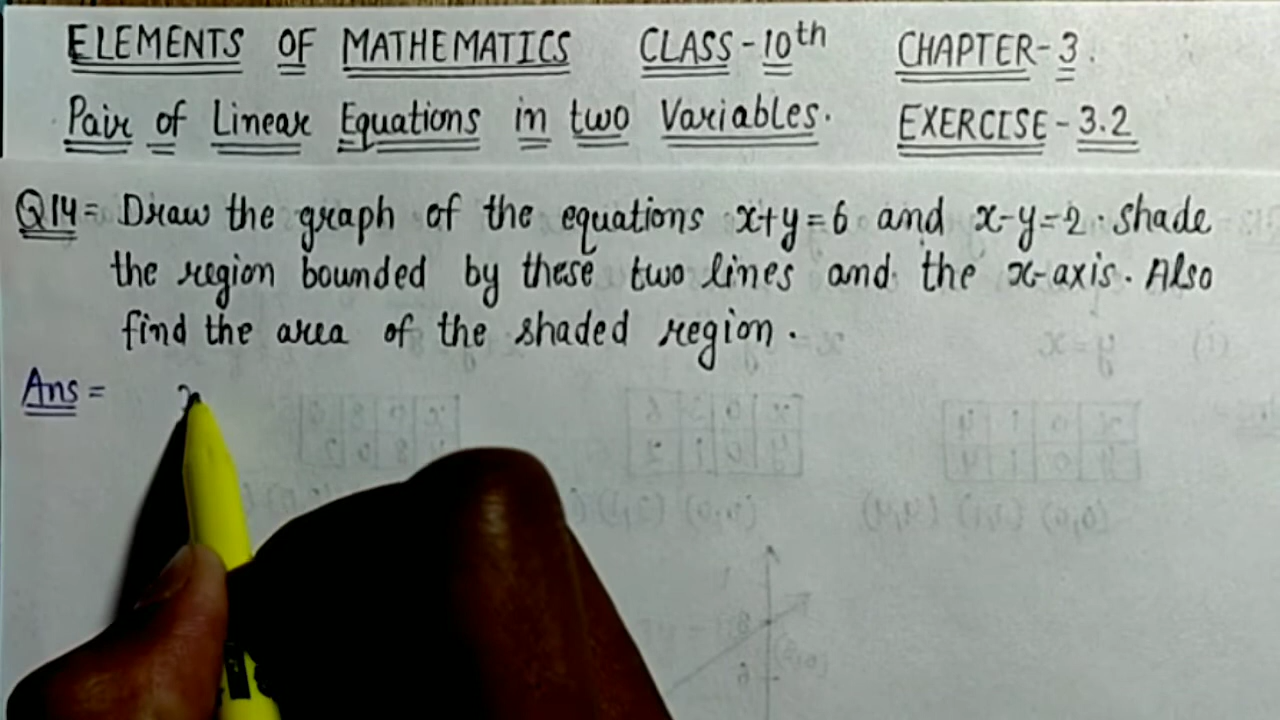 ELEMENTS OF MATHEMATICS CLASS-10th CHAPTER-3.
Pair of Linear Equations in two Variables. EXERCISE-3.2
Q14= Draw the graph of the equations x+y=6 and x-y=2. shade
the region bounded by these two lines and the x-axis. Also
find the area of the shaded region.
Ans=